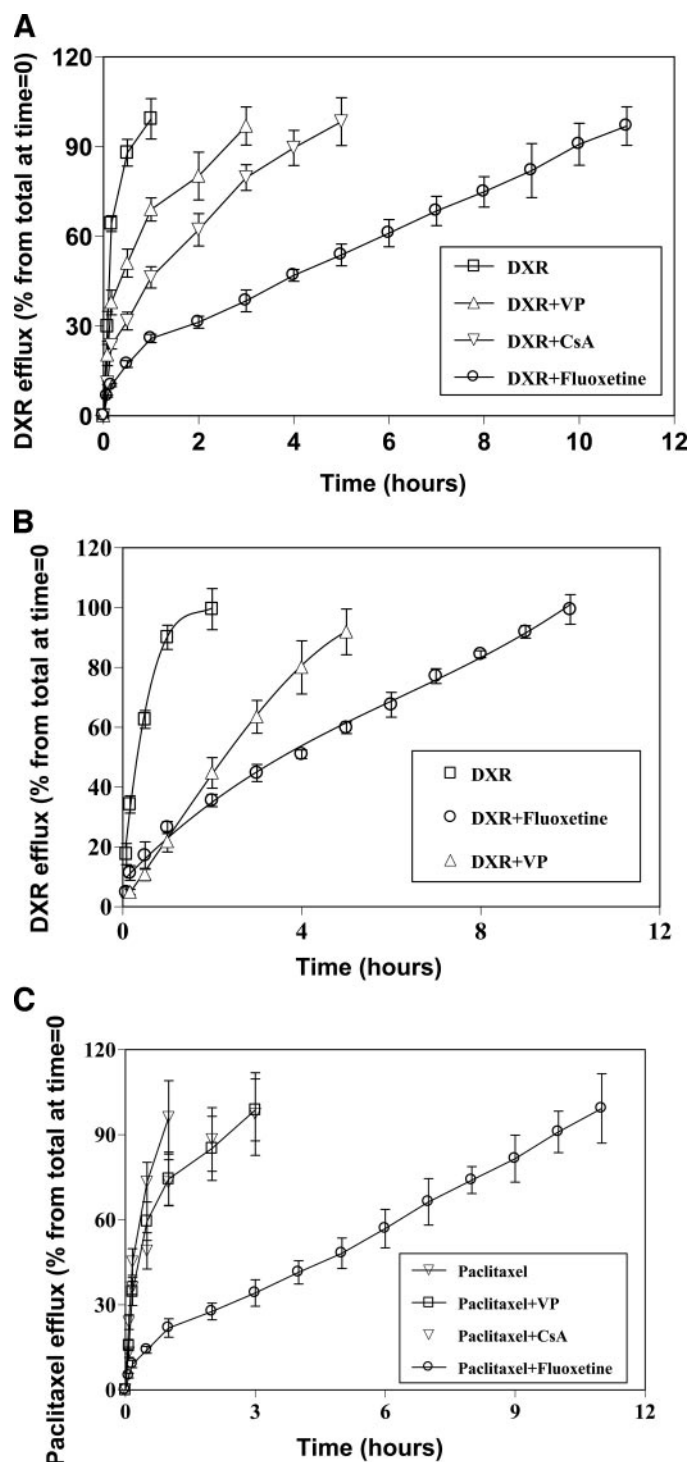 A
DXR efflux (% from total at time=0
120
90
60
30
0
DXR
DXR+VP
DXR+CsA
DXR+Fluoxetine
0 2 4 6 8 10 12
Time (hours)
B
DXR efflux (% from total at time=0
120
100
80
60
40
20
0
DXR
DXR+Fluoxetine
DXR+VP
0 4 8 12
Time (hours)
C
Paclitaxel efflux (% from total at time=0
120
90
60
30
0
Paclitaxel
Paclitaxel+VP
Paclitaxel+CsA
Paclitaxel+Fluoxetine
0 3 6 9 12
Time (hours)